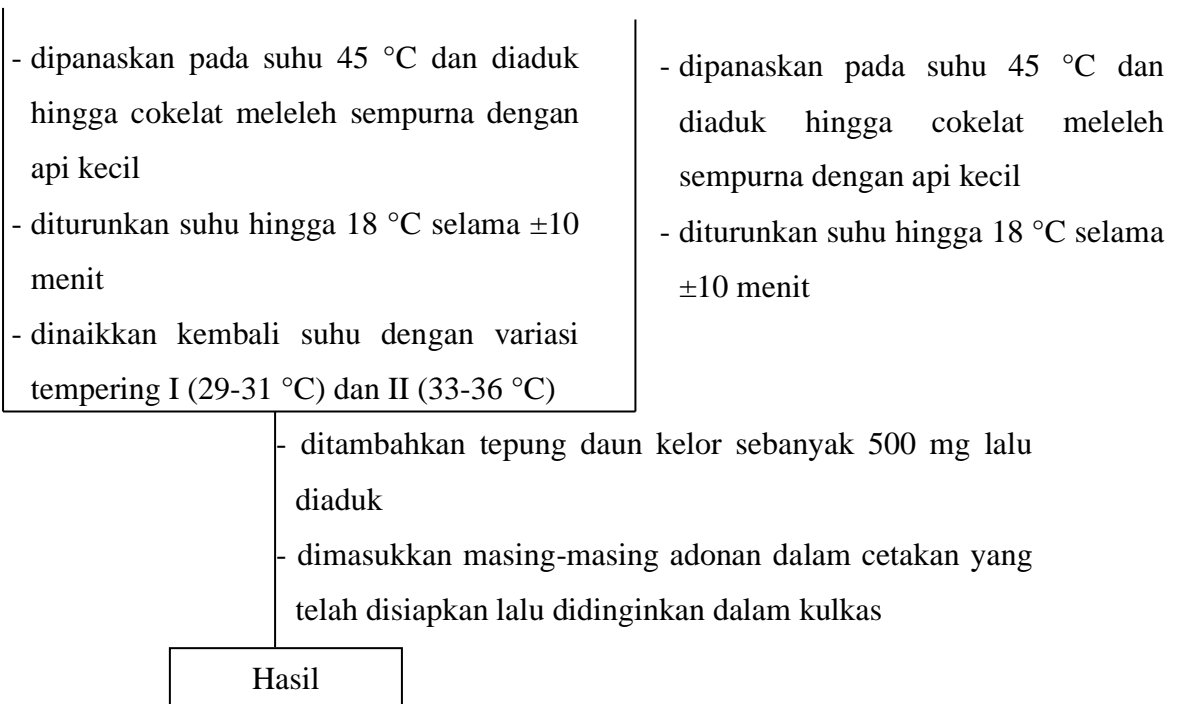 - dipanaskan pada suhu 45 °C dan diaduk
hingga cokelat meleleh sempurna dengan
api kecil
- diturunkan suhu hingga 18 °C selama ±10
menit
- dinaikkan kembali suhu dengan variasi
tempering I (29-31 °C) dan II (33-36 °C)
- dipanaskan pada suhu 45 °C dan
diaduk hingga cokelat meleleh
sempurna dengan api kecil
- diturunkan suhu hingga 18 °C selama
±10 menit
- ditambahkan tepung daun kelor sebanyak 500 mg lalu
diaduk
- dimasukkan masing-masing adonan dalam cetakan yang
telah disiapkan lalu didinginkan dalam kulkas
Hasil